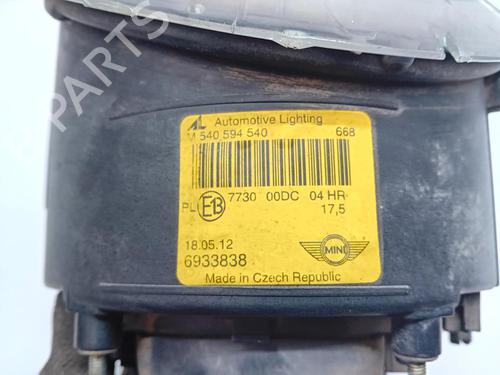 AL Automotive Lighting
M 540 594 540 668
7730 00DC 04 HR
PL E13 17,5
18.05.12
6933838
MINI
Made in Czech Republic
B-PARTS